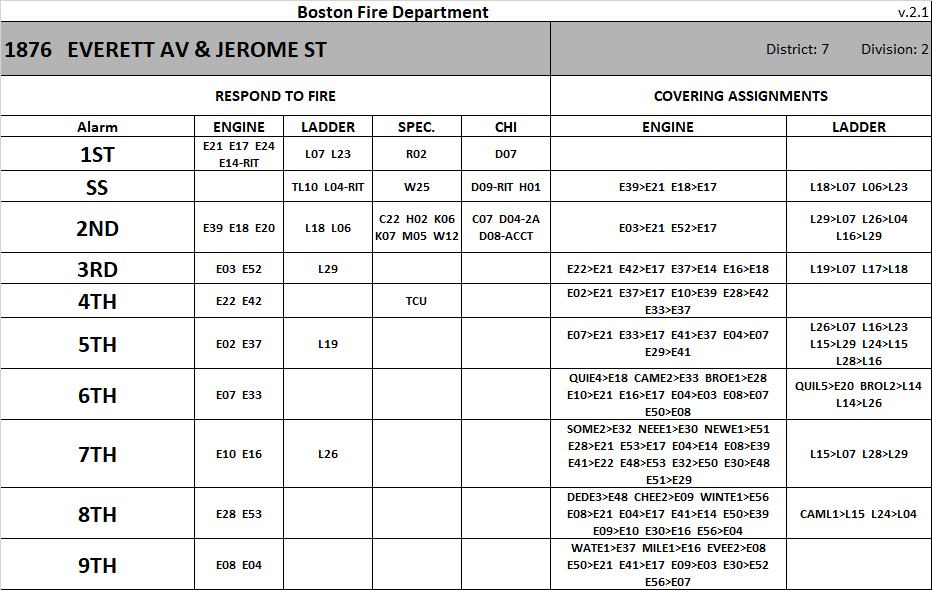 Boston Fire Department v.2.1
1876 EVERETT AV & JEROME ST District: 7 Division: 2
RESPOND TO FIRE COVERING ASSIGNMENTS
Alarm ENGINE LADDER SPEC. CHI ENGINE LADDER
1ST
E21 E17 E24
E14-RIT
L07 L23
R02
D07
SS
TL10 L04-RIT
W25
D09-RIT H01
E39>E21 E18>E17
L18>L07 L06>L23
2ND
E39 E18 E20
L18 L06
C22 H02 K06
K07 M05 W12
C07 D04-2A
D08-ACCT
E03>E21 E52>E17
L29>L07 L26>L04
L16>L29
3RD
E03 E52
L29
E22>E21 E42>E17 E37>E14 E16>E18
L19>L07 L17>L18
4TH
E22 E42
TCU
E02>E21 E37>E17 E10>E39 E28>E42
E33>E37
5TH
E02 E37
L19
E07>E21 E33>E17 E41>E37 E04>E07
E29>E41
L26>L07 L16>L23
L15>L29 L24>L15
L28>L16
6TH
E07 E33
QUIE4>E18 CAME2>E33 BROE1>E28
E10>E21 E16>E17 E04>E03 E08>E07
E50>E08
QUIL5>E20 BROL2>L14
L14>L26
7TH
E10 E16
L26
SOME2>E32 NEEE1>E30 NEWE1>E51
E28>E21 E53>E17 E04>E14 E08>E39
E41>E22 E48>E53 E32>E50 E30>E48
E51>E29
L15>L07 L28>L29
8TH
E28 E53
DEDE3>E48 CHEE2>E09 WINTE1>E56
E08>E21 E04>E17 E41>E14 E50>E39
E09>E10 E30>E16 E56>E04
CAML1>L15 L24>L04
9TH
E08 E04
WATE1>E37 MILE1>E16 EVEE2>E08
E50>E21 E41>E17 E09>E03 E30>E52
E56>E07